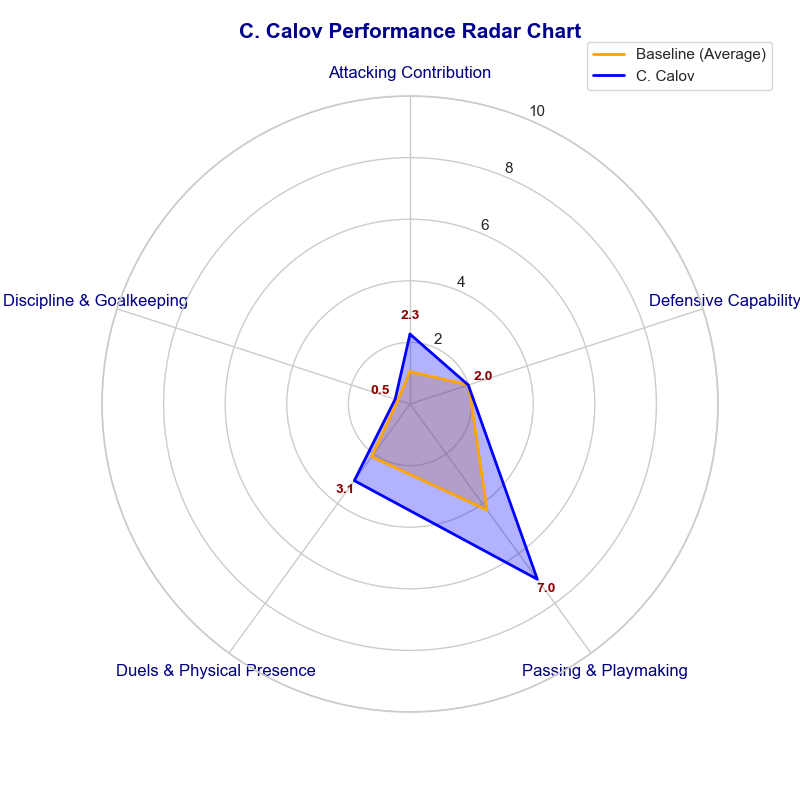 C. Calov Performance Radar Chart
Baseline (Average)
C. Calov
Attacking Contribution
10
8
6
4
2
Discipline & Goalkeeping
Defensive Capability
2.3
2.0
0.5
3.1
7.0
Duels & Physical Presence
Passing & Playmaking